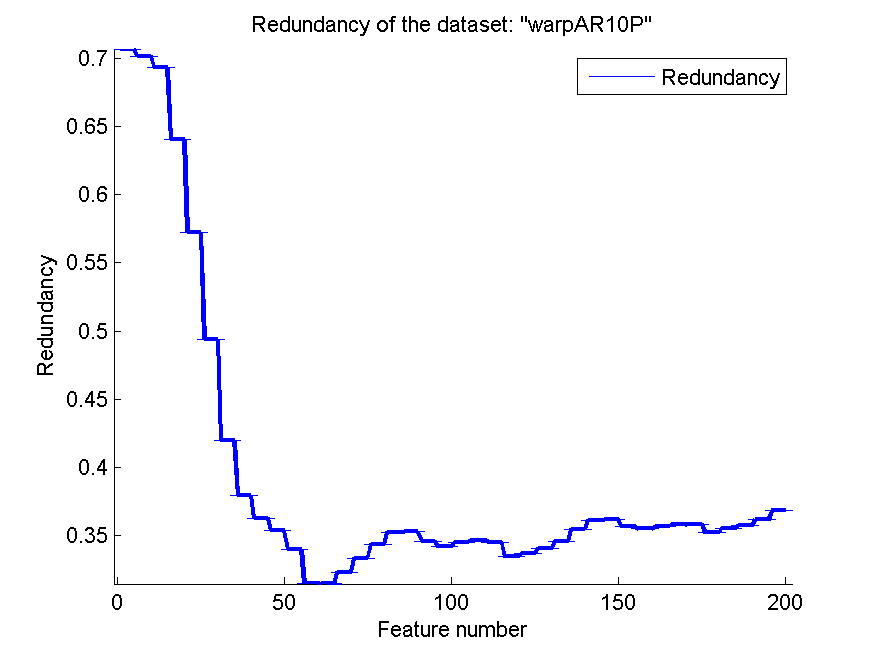 Redundancy of the dataset: "warpAR10P"
Redundancy
0.7
0.65
0.6
0.55
0.5
0.45
0.4
0.35
Redundancy
0 50 100 150 200
Feature number